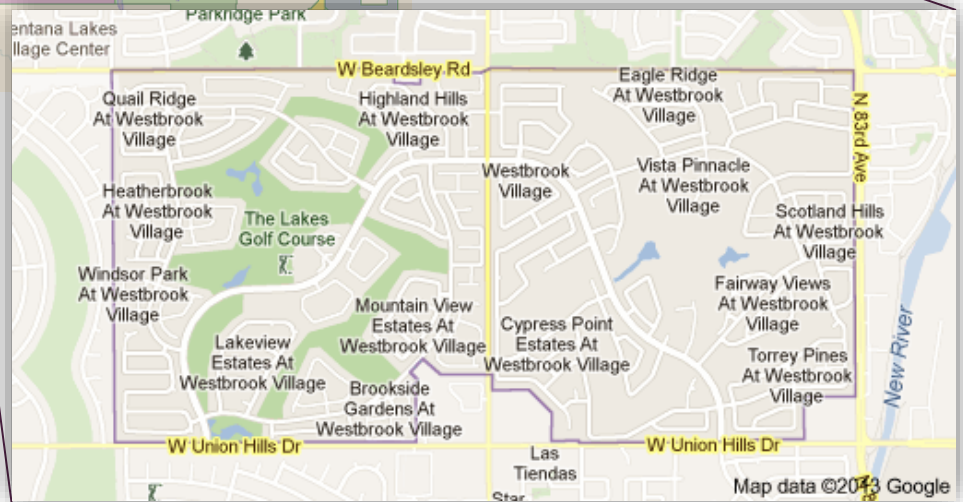 Parkridge Park
entana Lakes
illage Center
W Beardsley Rd
Quail Ridge
At Westbrook
Village
Highland Hills
At Westbrook
Village
Eagle Ridge
At Westbrook
Village
N 83rd Ave
Westbrook
Village
Vista Pinnacle
At Westbrook
Village
Heatherbrook
At Westbrook
Village
The Lakes
Golf Course
Scotland Hills
At Westbrook
Village
Windsor Park
At Westbrook
Village
Fairway Views
At Westbrook
Village
Mountain View
Estates At
Westbrook Village
Cypress Point
Estates At
Westbrook Village
New River
Lakeview
Estates At
Westbrook Village
Torrey Pines
At Westbrook
Village
Brookside
Gardens At
Westbrook Village
W Union Hills Dr
W Union Hills Dr
Las
Tiendas
Star
Map data ©2013 Google